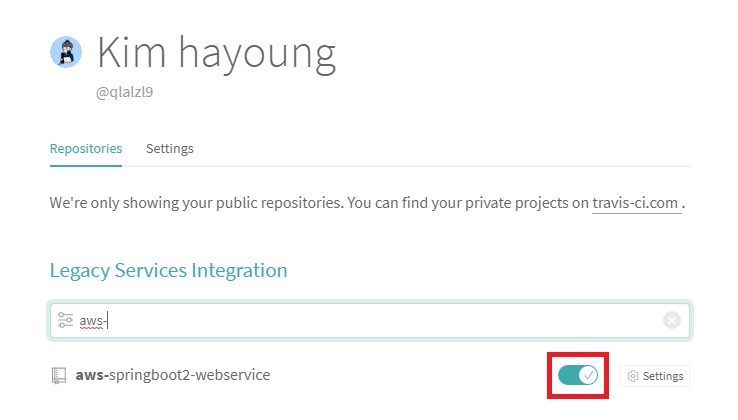 Kim hayoung
@qlalzl9
Repositories Settings
We're only showing your public repositories. You can find your private projects on travis-ci.com .
Legacy Services Integration
aws-
aws-springboot2-webservice Settings